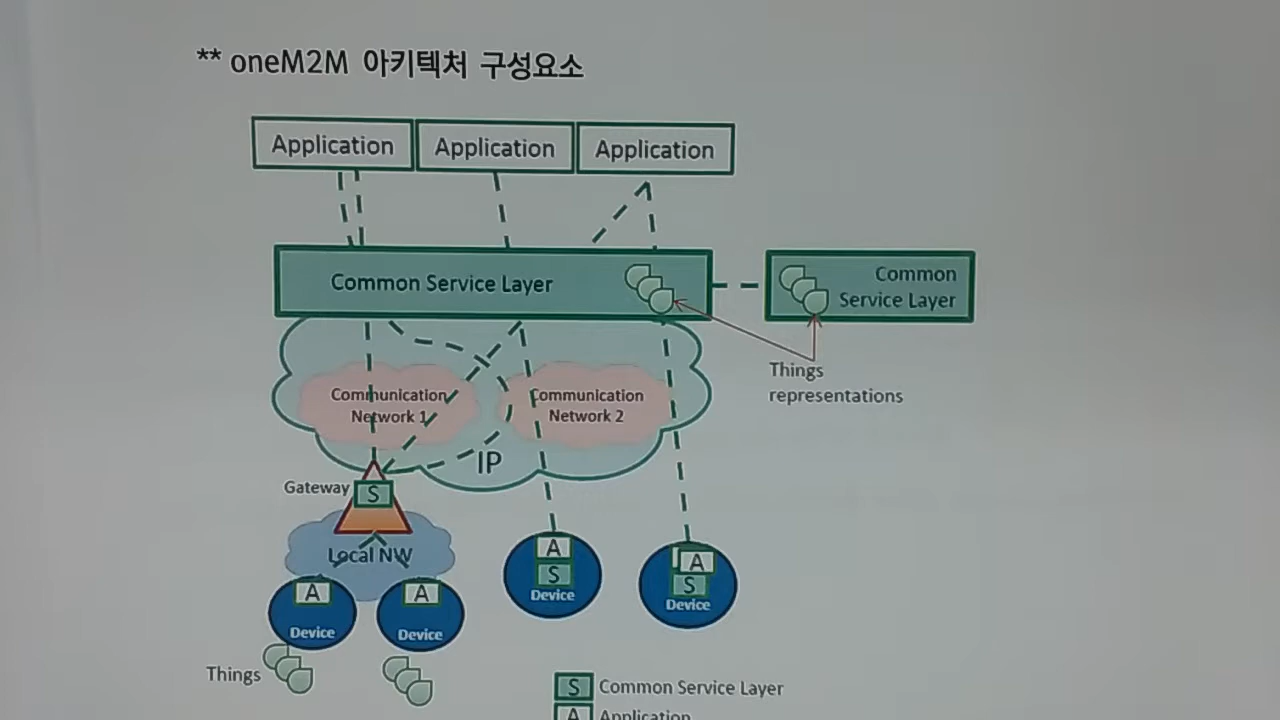 ** oneM2M 아키텍처 구성요소
Application
Application
Application
Common Service Layer
Common
Service Layer
Things
representations
Communication
Network 1
Communication
Network 2
IP
Gateway
S
Local NW
A
Device
A
Device
A
S
Device
A
S
Device
Things
S Common Service Layer
A Application